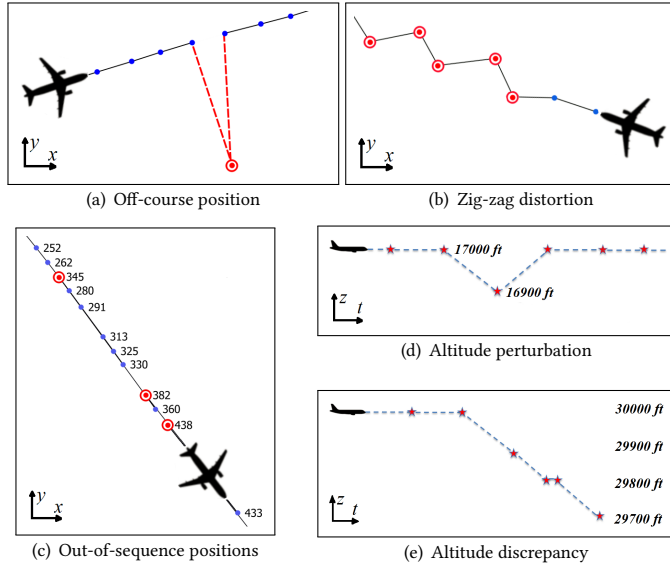 y
x
(a) Off-course position
y
x
(b) Zig-zag distortion
252
262
345
280
291
313
325
330
382
360
438
433
y
x
(c) Out-of-sequence positions
17000 ft
16900 ft
z
t
(d) Altitude perturbation
30000 ft
29900 ft
29800 ft
29700 ft
z
t
(e) Altitude discrepancy